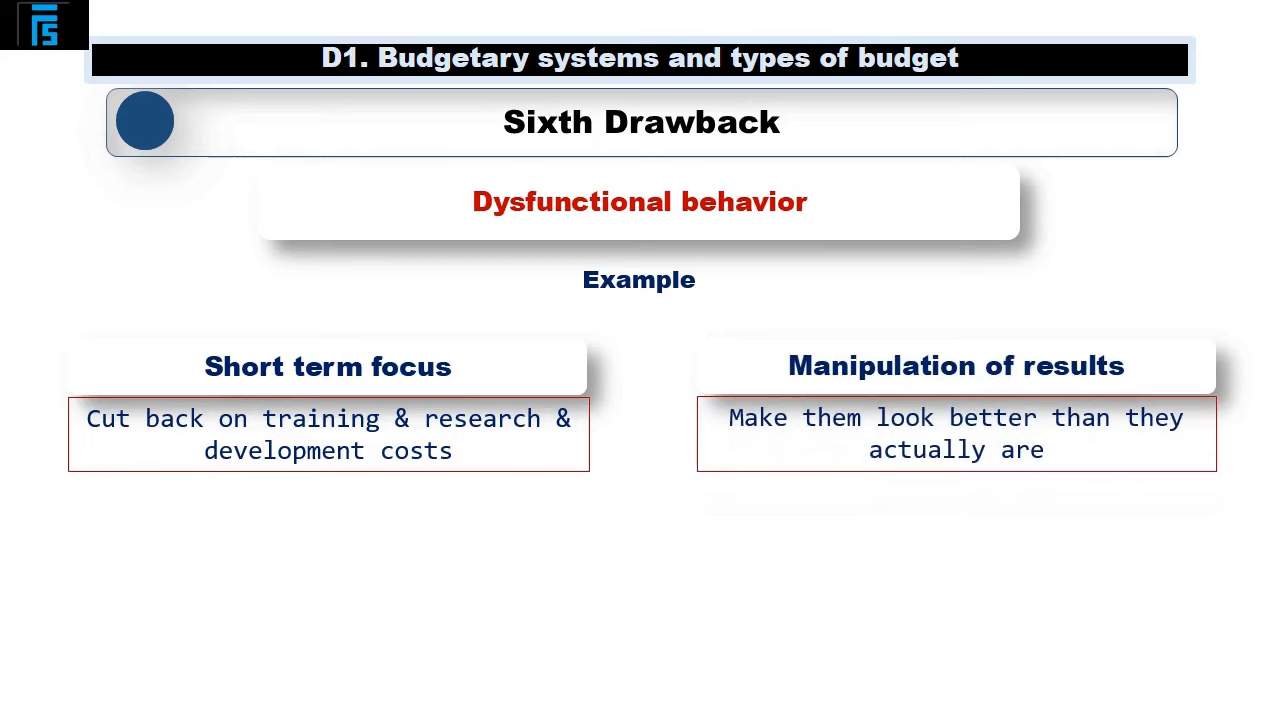 D1. Budgetary systems and types of budget
Sixth Drawback
Dysfunctional behavior
Example
Short term focus
Cut back on training & research &
development costs
Manipulation of results
Make them look better than they
actually are